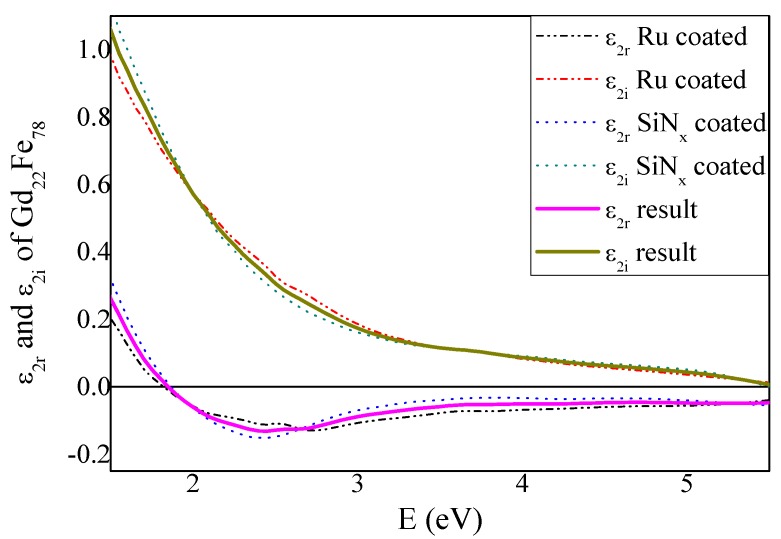 ε2r and ε2i of Gd22Fe78
1.0
0.8
0.6
0.4
0.2
0.0
-0.2
ε2r Ru coated
ε2i Ru coated
ε2r SiNx coated
ε2i SiNx coated
ε2r result
ε2i result
2
3
4
5
E (eV)